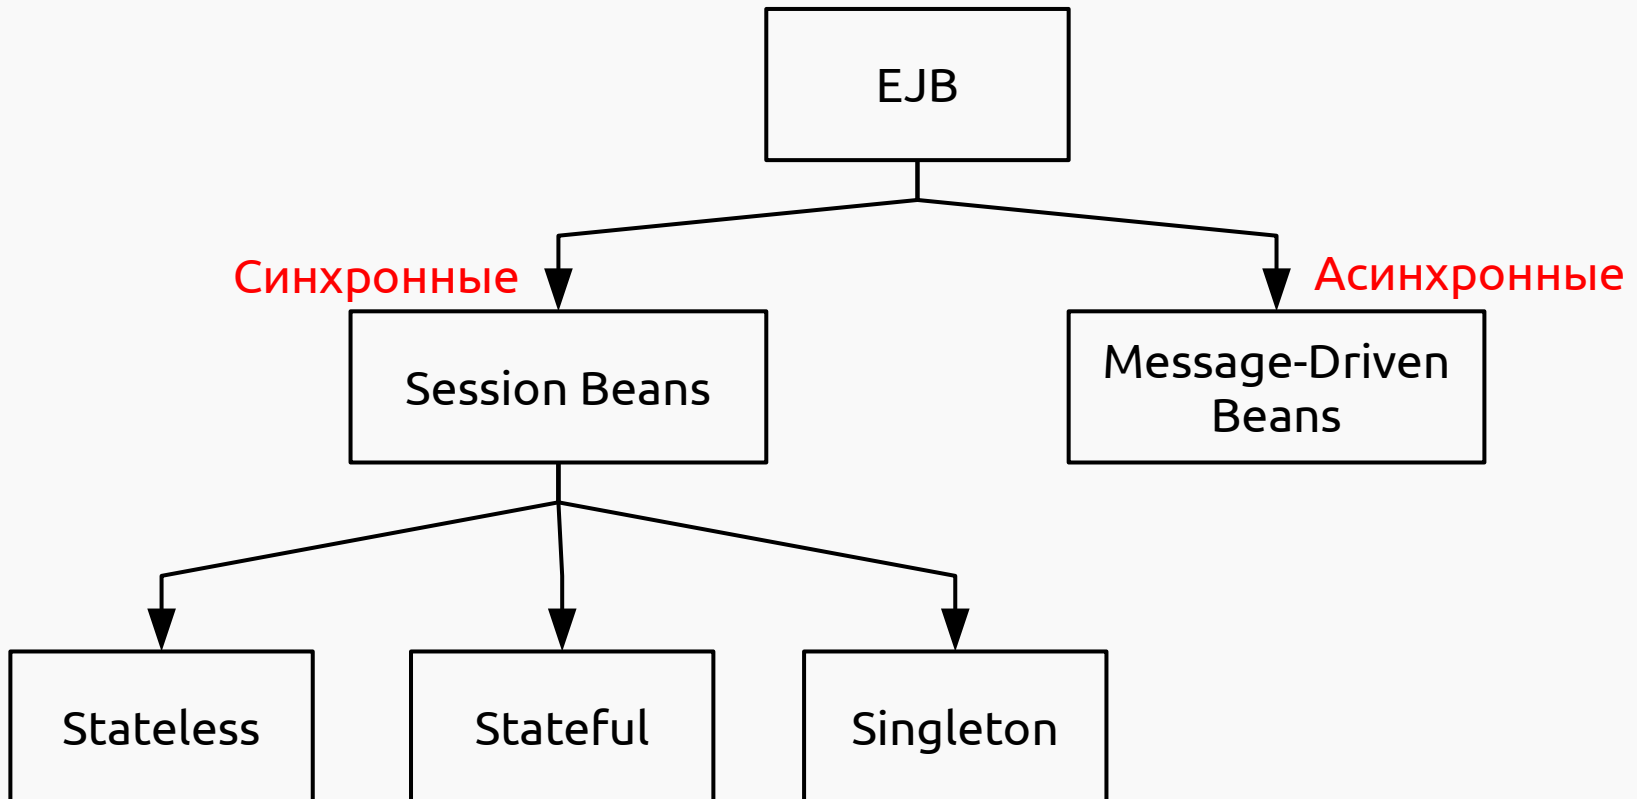 EJB
Синхронные
Асинхронные
Session Beans
Message-Driven
Beans
Stateless
Stateful
Singleton